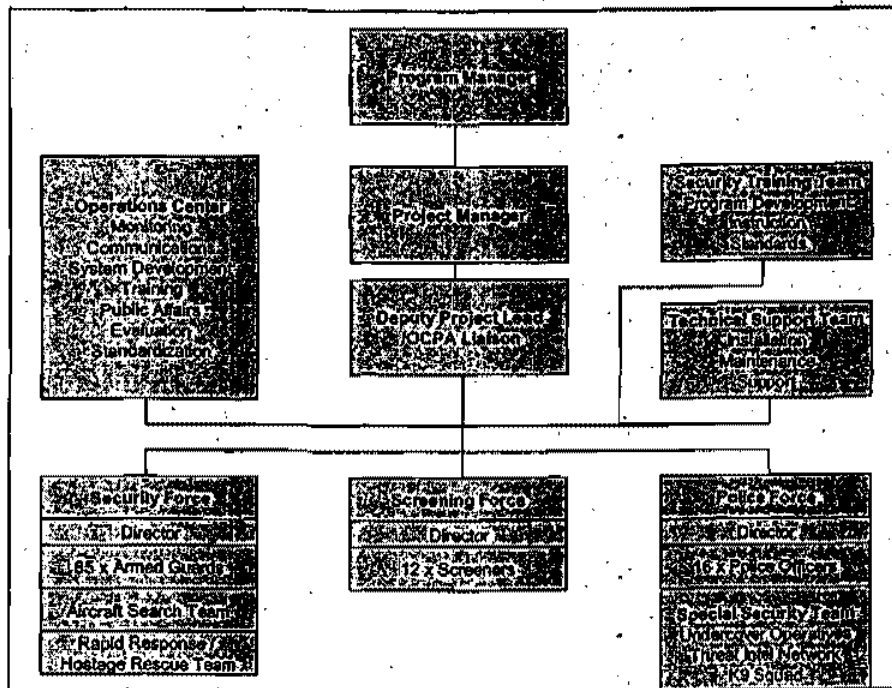 Program Manager
Operations Center
Monitoring
Communications
System Development
Training
Public Affairs
Evaluation
Standardization
Project Manager
Deputy Project Lead
/OCPA Liaison
Security Training Team
Program Development
Instruction
Standards
Technical Support Team
Installation
Maintenance
Support
Security Force
Director
85 x Armed Guards
Aircraft Search Team
Rapid Response /
Hostage Rescue Team
Screening Force
Director
12 x Screeners
Police Force
Director
16 x Police Officers
Special Security Team
Undercover Operatives
Threat Intel Network
K9 Squad